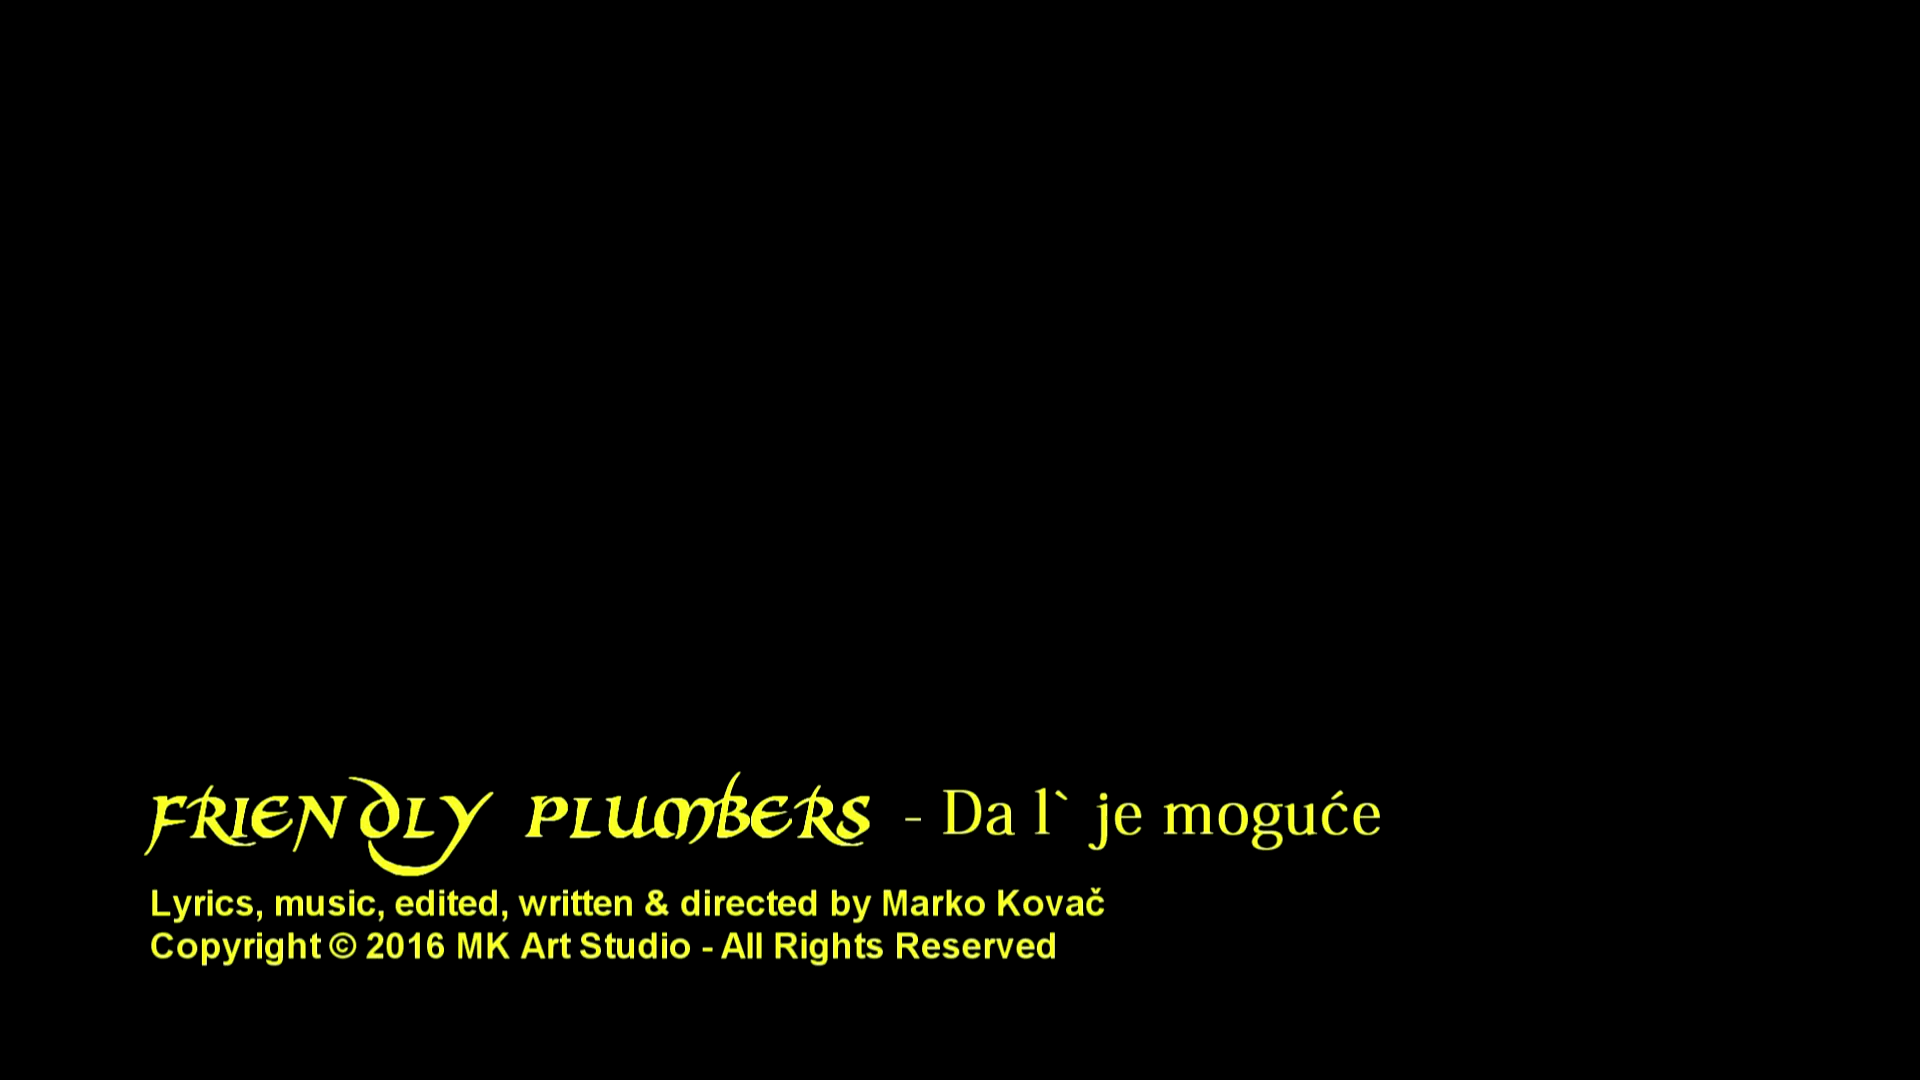 FRIENDLY PLUMBERS - Da l` je moguće
Lyrics, music, edited, written & directed by Marko Kovač
Copyright © 2016 MK Art Studio - All Rights Reserved